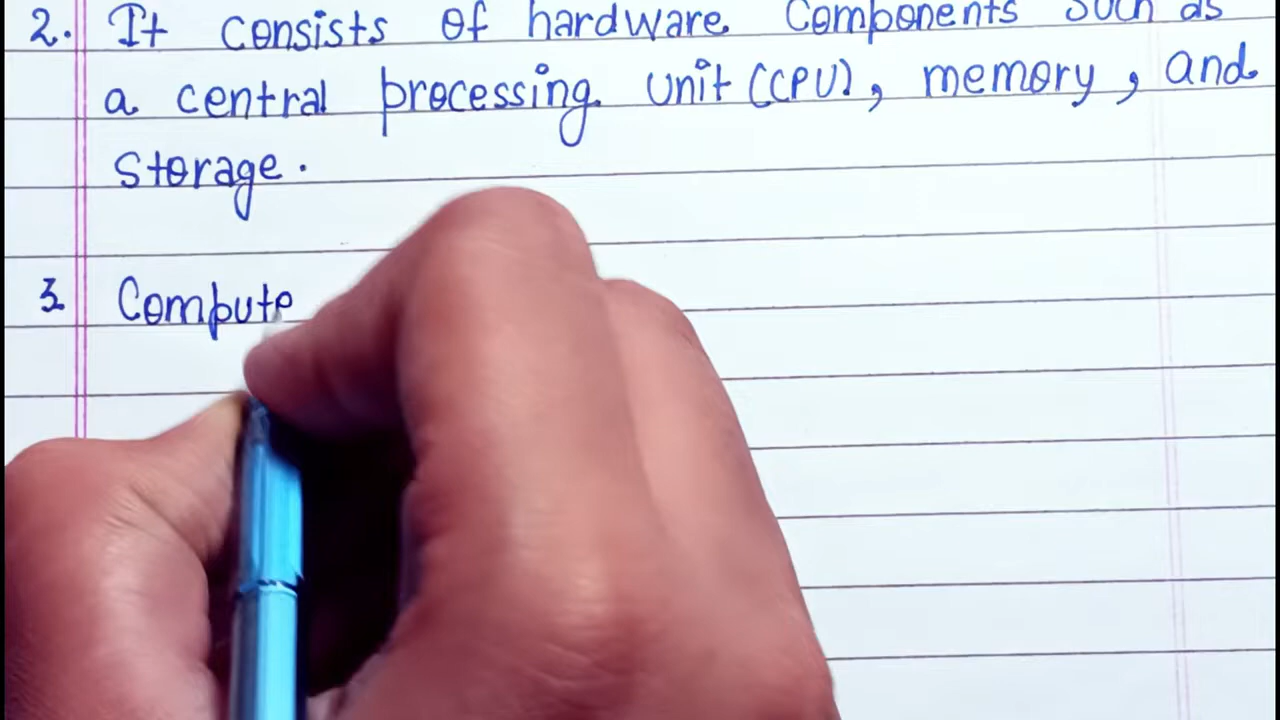 2. It consists of hardware components such as
a central processing unit (CPU), memory, and
storage.
3 Compute